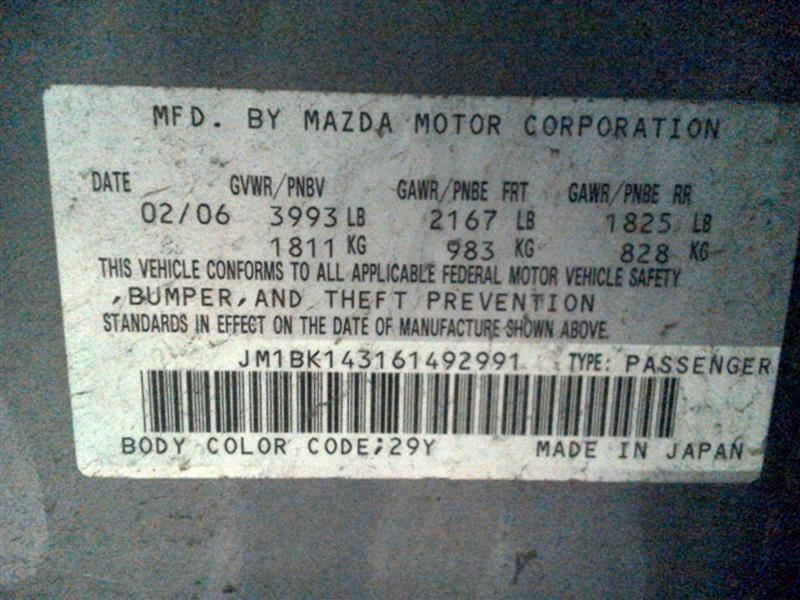 MFD. BY MAZDA MOTOR CORPORATION
DATE GVWR/PNBV GAWR/PNBE FRT GAWR/PNBE RR
02/06 3993 LB 2167 LB 1825 LB
1811 KG 983 KG 828 KG
THIS VEHICLE CONFORMS TO ALL APPLICABLE FEDERAL MOTOR VEHICLE SAFETY
,BUMPER,AND THEFT PREVENTION
STANDARDS IN EFFECT ON THE DATE OF MANUFACTURE SHOWN ABOVE.
JM1BK143161492991 TYPE: PASSENGER
BODY COLOR CODE;29Y MADE IN JAPAN